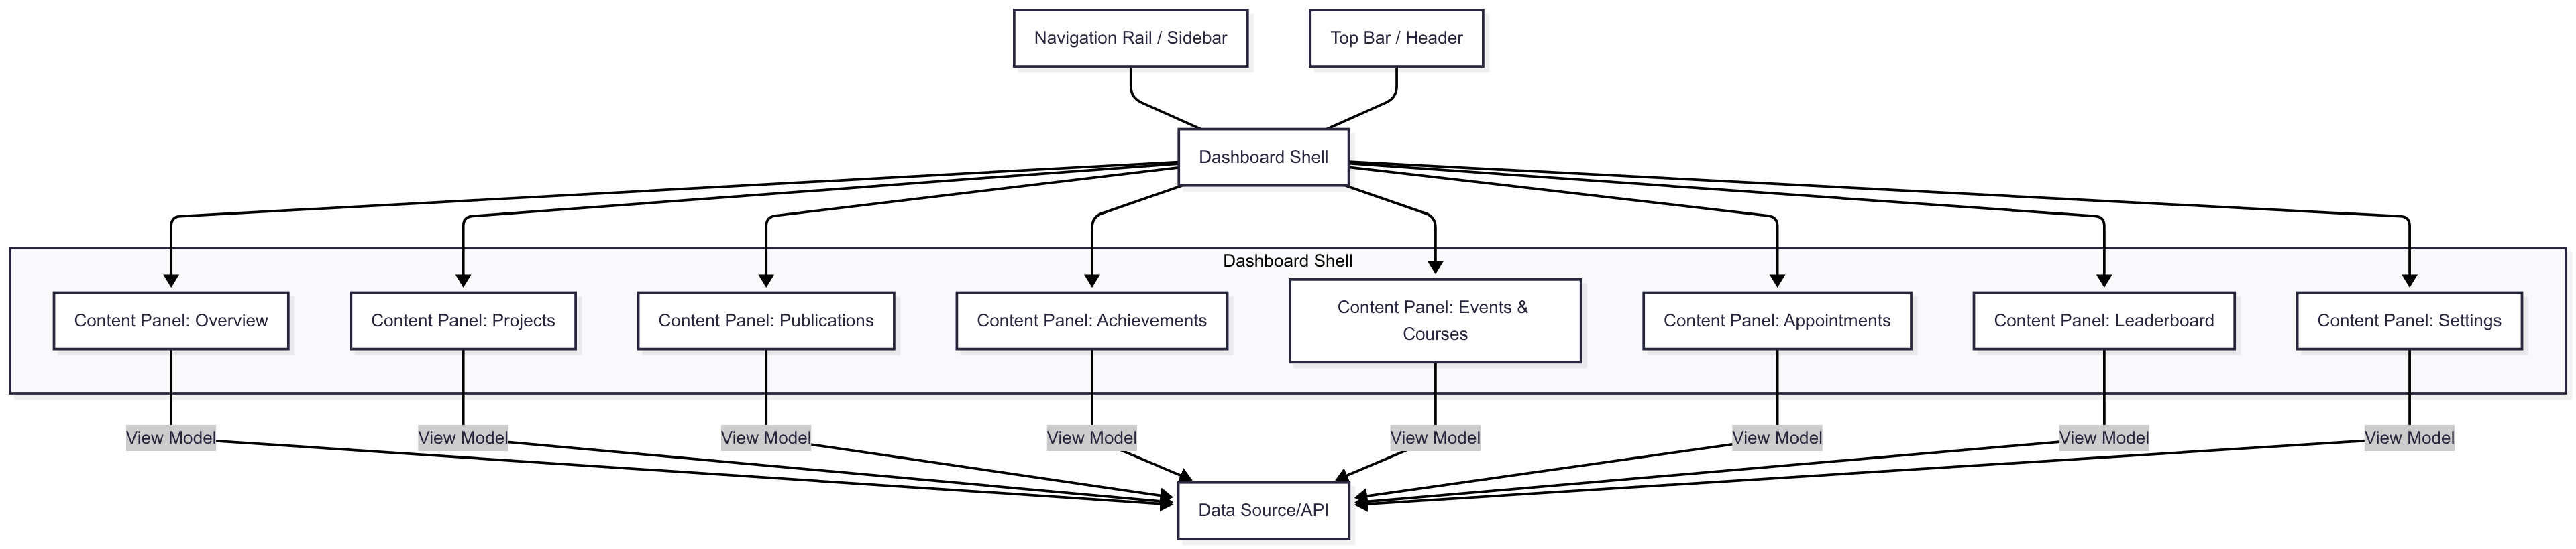 Navigation Rail / Sidebar
Top Bar / Header
Dashboard Shell
Dashboard Shell
Content Panel: Overview
Content Panel: Projects
Content Panel: Publications
Content Panel: Achievements
Content Panel: Events &
Courses
Content Panel: Appointments
Content Panel: Leaderboard
Content Panel: Settings
View Model
View Model
View Model
View Model
View Model
View Model
View Model
View Model
Data Source/API